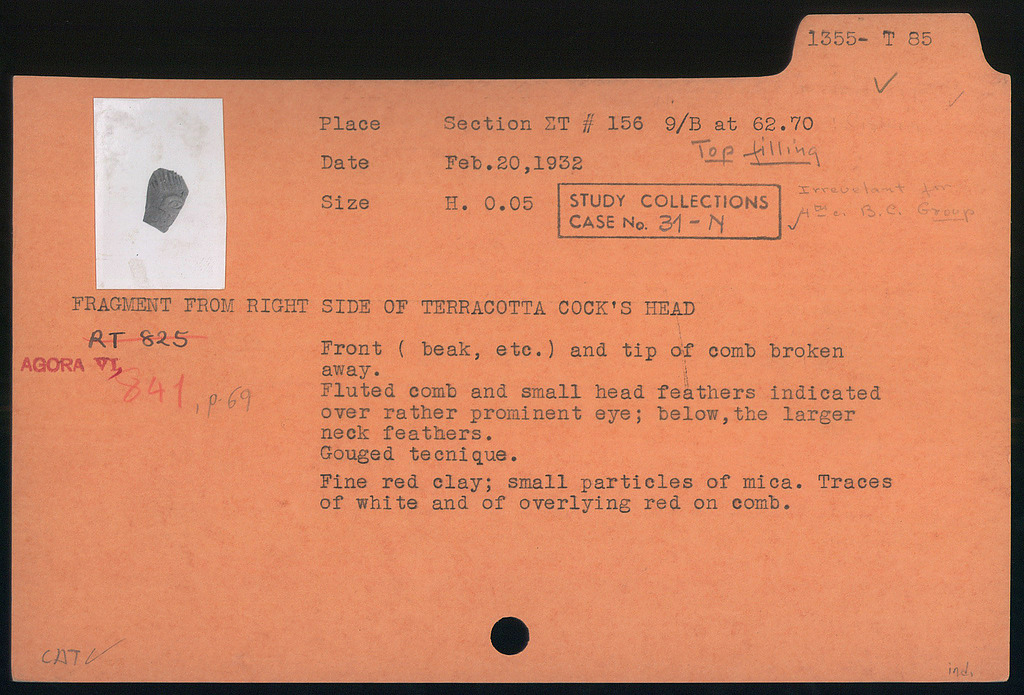 1355- T 85
Place Section ΣT # 156 9/B at 62.70
Top filling
Date Feb.20,1932
Size H. 0.05
STUDY COLLECTIONS
CASE No. 31-N
Irrevelant for
4th c. B.C. Group
FRAGMENT FROM RIGHT SIDE OF TERRACOTTA COCK'S HEAD
RT 825
AGORA VI,
841, p.69
Front ( beak, etc.) and tip of comb broken
away.
Fluted comb and small head feathers indicated
over rather prominent eye; below,the larger
neck feathers.
Gouged tecnique.
Fine red clay; small particles of mica. Traces
of white and of overlying red on comb.
CAT ✓
ind.